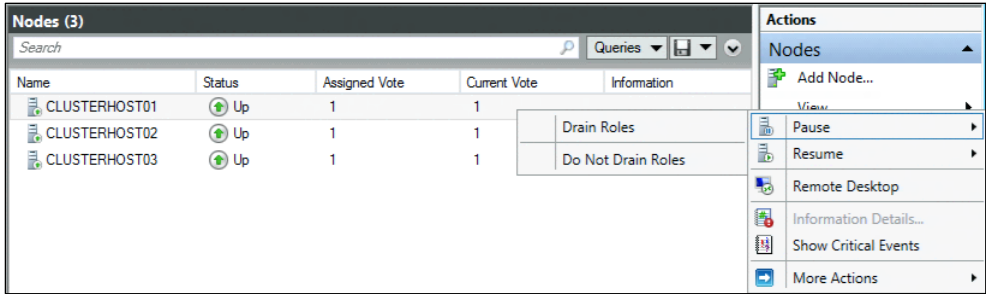 Nodes (3)
Search
Queries
Name Status Assigned Vote Current Vote Information
CLUSTERHOST01 Up 1 1
CLUSTERHOST02 Up 1 1
CLUSTERHOST03 Up 1 1
Drain Roles
Do Not Drain Roles
Actions
Nodes
Add Node...
View
Pause
Resume
Remote Desktop
Information Details...
Show Critical Events
More Actions